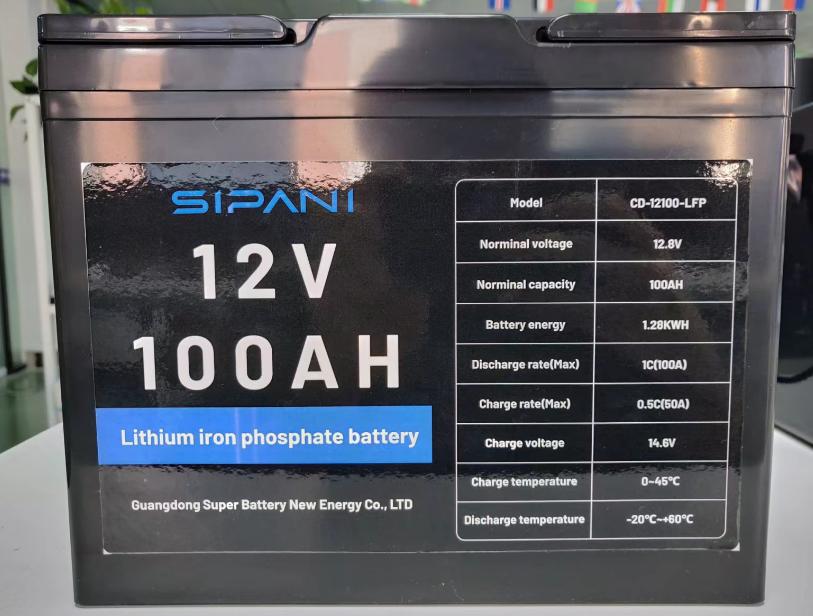 SIPANI
12V
100AH
Lithium iron phosphate battery
Guangdong Super Battery New Energy Co., LTD
Model CD-12100-LFP
Norminal voltage 12.8V
Norminal capacity 100AH
Battery energy 1.28KWH
Discharge rate(Max) 1C(100A)
Charge rate(Max) 0.5C(50A)
Charge voltage 14.6V
Charge temperature 0~45°C
Discharge temperature -20°C~+60°C